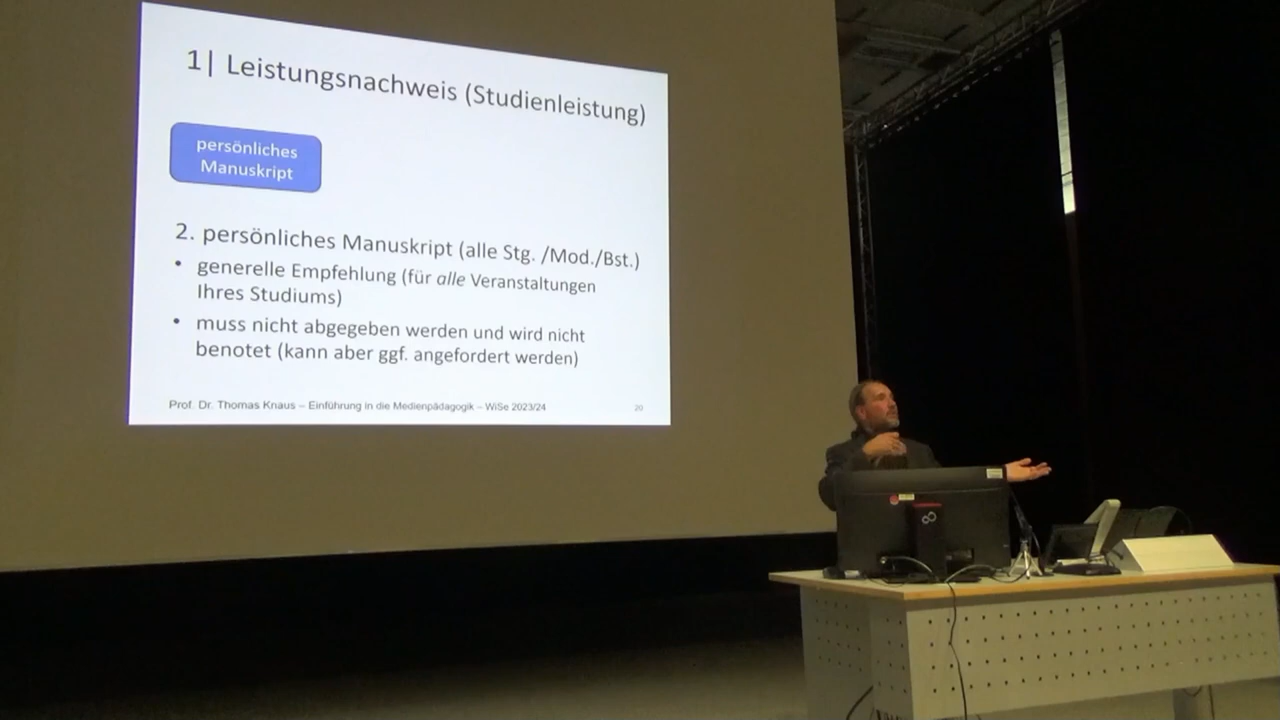 1| Leistungsnachweis (Studienleistung)
persönliches
Manuskript
2. persönliches Manuskript (alle Stg. /Mod./Bst.)
• generelle Empfehlung (für alle Veranstaltungen
Ihres Studiums)
• muss nicht abgegeben werden und wird nicht
benotet (kann aber ggf. angefordert werden)
Prof. Dr. Thomas Knaus – Einführung in die Medienpädagogik – WiSe 2023/24
20